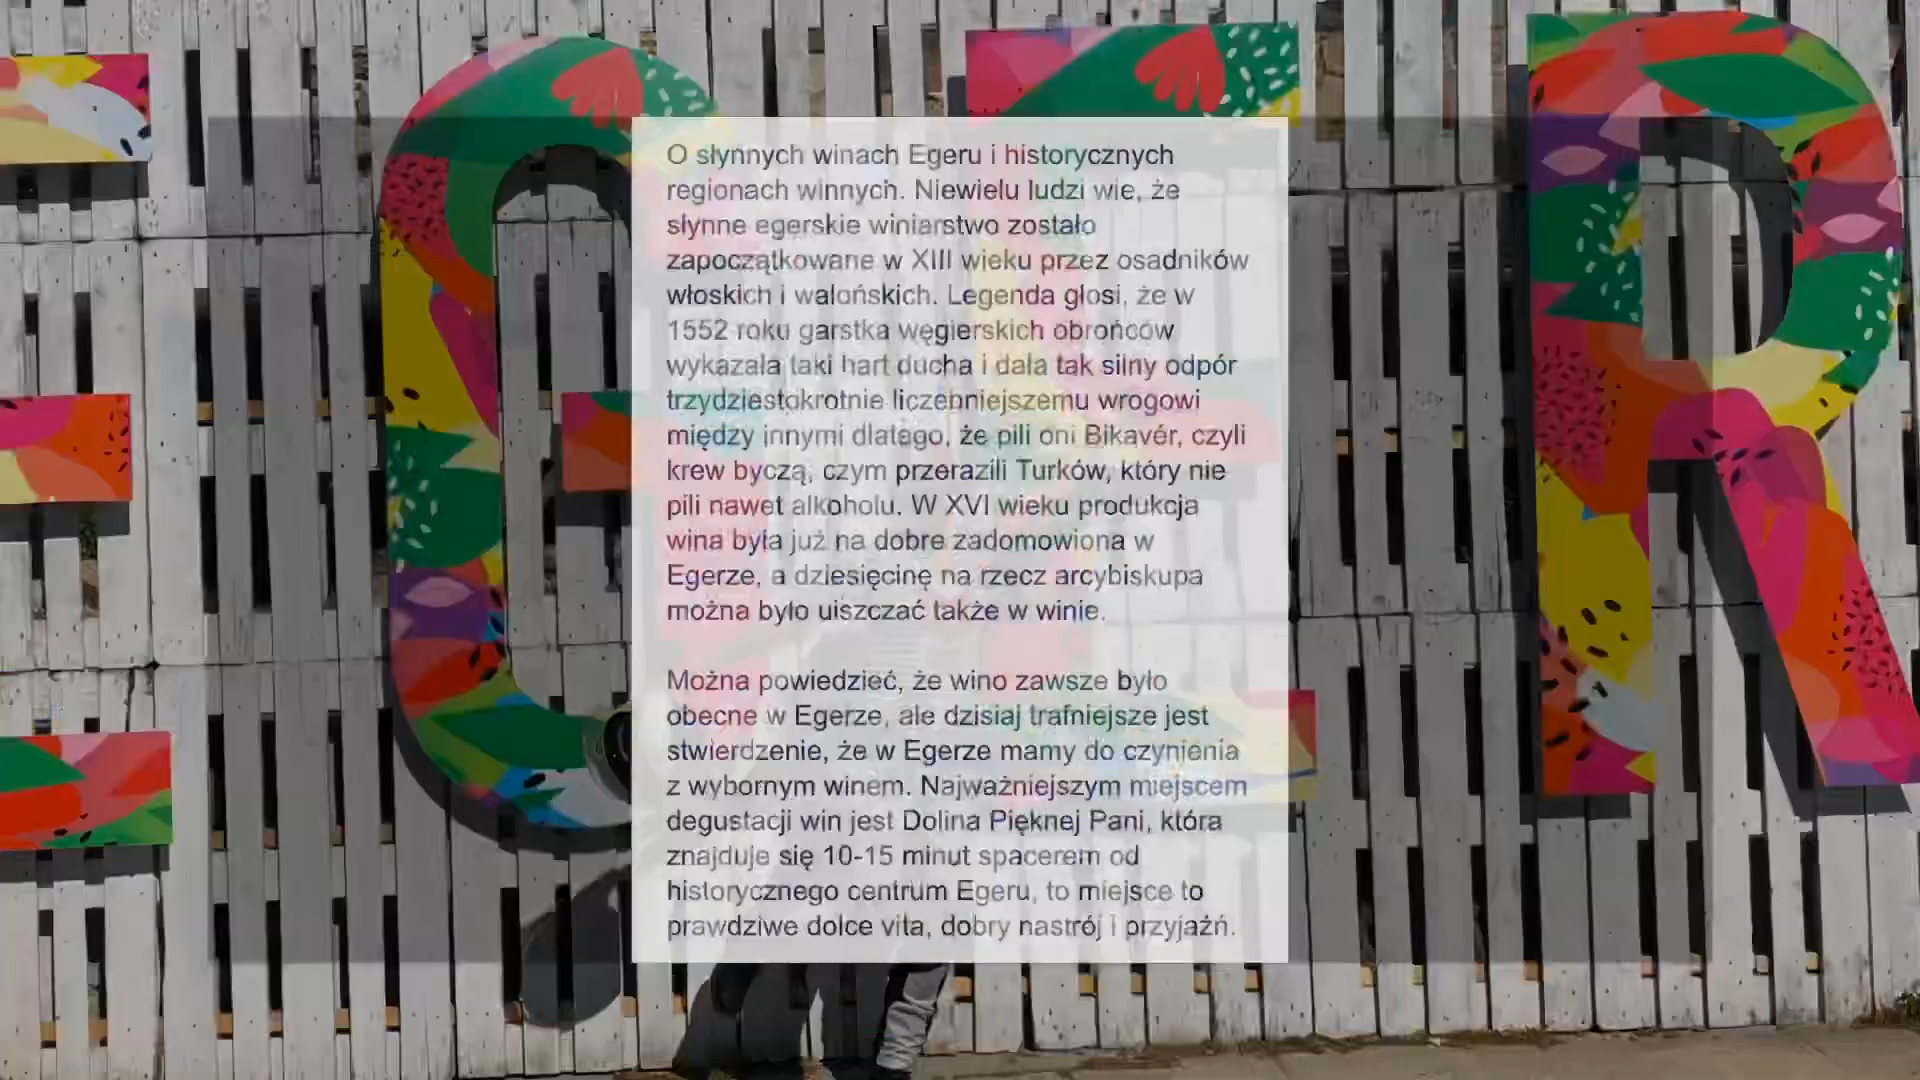 EGER
O słynnych winach Egeru i historycznych
regionach winnych. Niewielu ludzi wie, że
słynne egerskie winiarstwo zostało
zapoczątkowane w XIII wieku przez osadników
włoskich i walońskich. Legenda głosi, że w
1552 roku garstka węgierskich obrońców
wykazała taki hart ducha i dała tak silny odpór
trzydziestokrotnie liczebniejszemu wrogowi
między innymi dlatego, że pili oni Bikavér, czyli
krew byczą, czym przerazili Turków, który nie
pili nawet alkoholu. W XVI wieku produkcja
wina była już na dobre zadomowiona w
Egerze, a dziesięcinę na rzecz arcybiskupa
można było uiszczać także w winie.
Można powiedzieć, że wino zawsze było
obecne w Egerze, ale dzisiaj trafniejsze jest
stwierdzenie, że w Egerze mamy do czynienia
z wybornym winem. Najważniejszym miejscem
degustacji win jest Dolina Pięknej Pani, która
znajduje się 10-15 minut spacerem od
historycznego centrum Egeru, to miejsce to
prawdziwe dolce vita, dobry nastrój i przyjaźń.